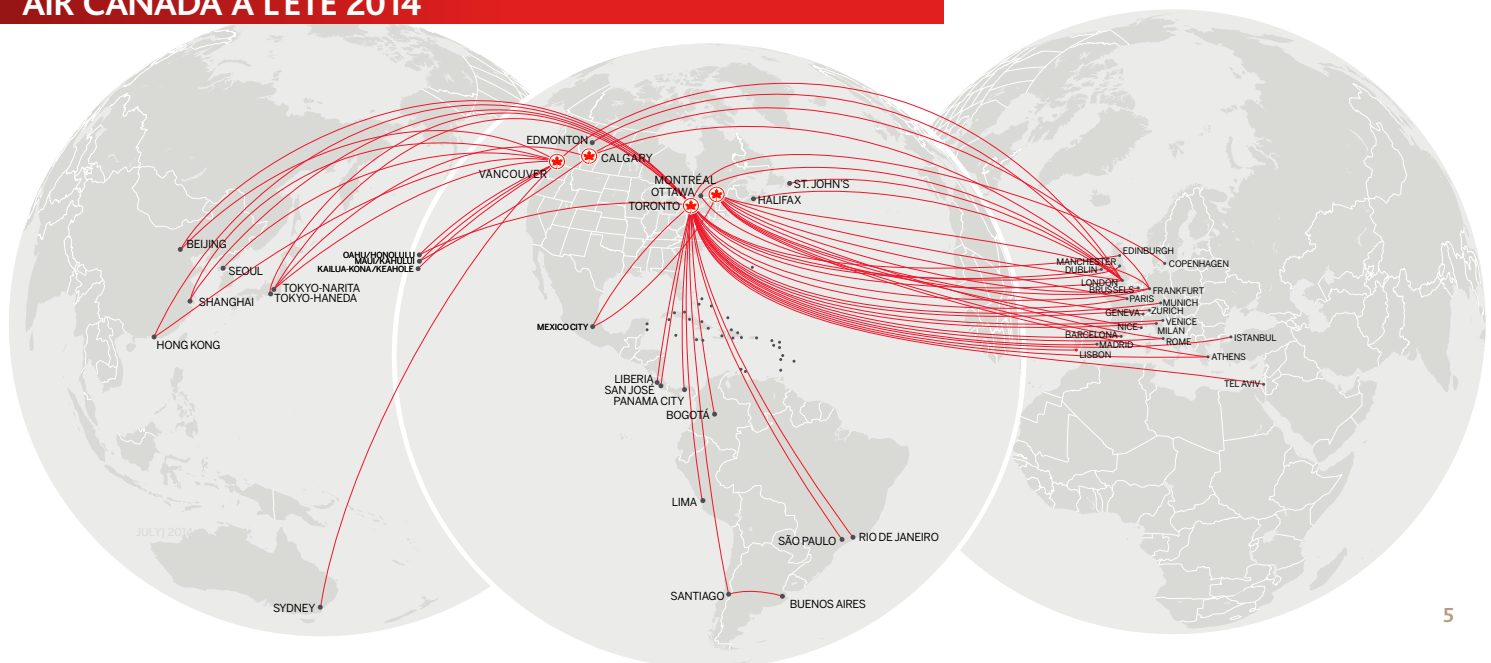 AIR CANADA À L'ÉTÉ 2014
EDMONTON
CALGARY
VANCOUVER
MONTRÉAL
OTTAWA
TORONTO
ST. JOHN'S
HALIFAX
BEIJING
SEOUL
TOKYO-NARITA
TOKYO-HANEDA
SHANGHAI
HONG KONG
OAHU/HONOLULU
MAUI/KAHULUI
KAILUA-KONA/KEAHOLE
MEXICO CITY
LIBERIA
SAN JOSÉ
PANAMA CITY
BOGOTÁ
LIMA
SÃO PAULO
RIO DE JANEIRO
SANTIAGO
BUENOS AIRES
SYDNEY
JULY| 2014
EDINBURGH
MANCHESTER
COPENHAGEN
DUBLIN
LONDON
BRUSSELS
FRANKFURT
PARIS
MUNICH
GENEVA
ZURICH
VENICE
NICE
MILAN
BARCELONA
ROME
ISTANBUL
MADRID
LISBON
ATHENS
TEL AVIV
5